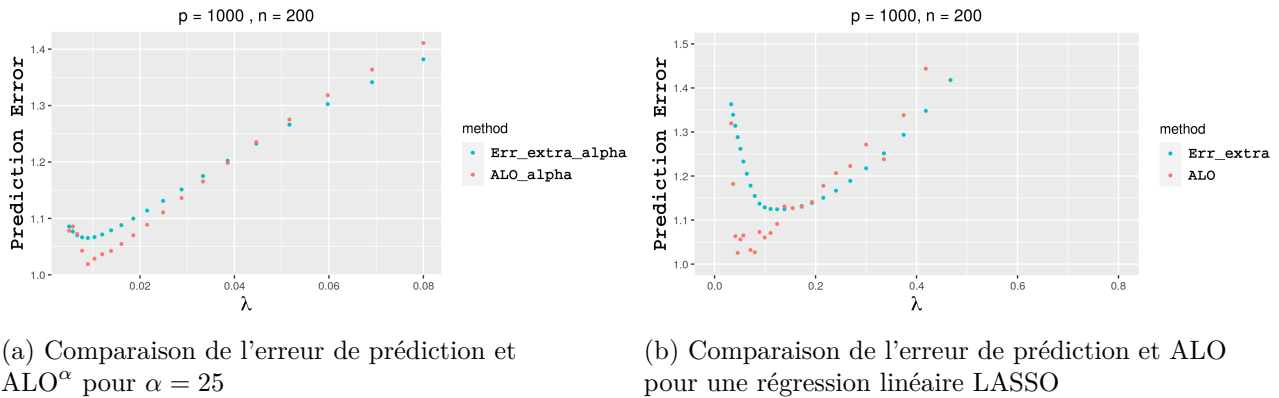 p = 1000 , n = 200
Prediction Error
1.4
1.3
1.2
1.1
1.0
0.02
0.04
0.06
0.08
λ
method
Err_extra_alpha
ALO_alpha
(a) Comparaison de l'erreur de prédiction et
ALO^α pour α = 25
p = 1000, n = 200
Prediction Error
1.5
1.4
1.3
1.2
1.1
1.0
0.0
0.2
0.4
0.6
0.8
λ
method
Err_extra
ALO
(b) Comparaison de l'erreur de prédiction et ALO
pour une régression linéaire LASSO